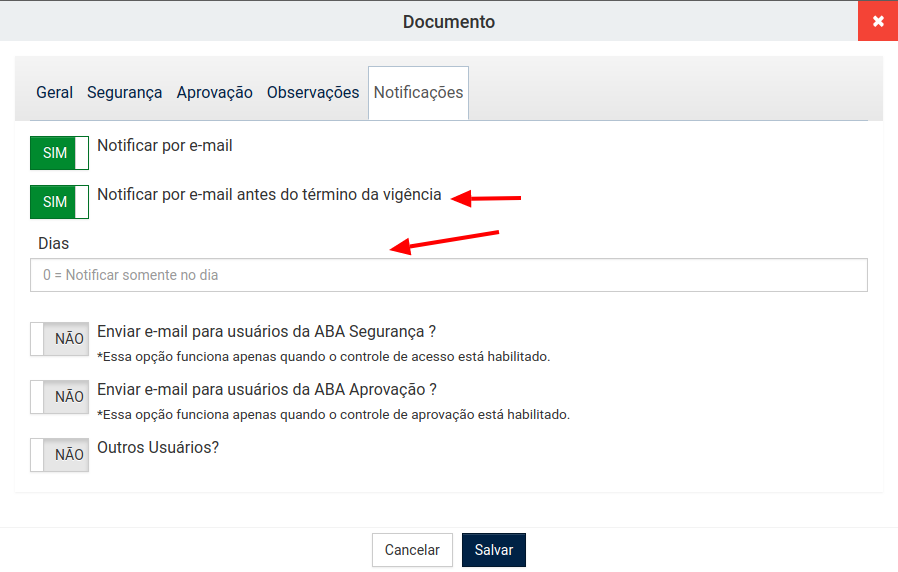 Documento
Geral Segurança Aprovação Observações Notificações
SIM Notificar por e-mail
SIM Notificar por e-mail antes do término da vigência
Dias
0 = Notificar somente no dia
NÃO Enviar e-mail para usuários da ABA Segurança ?
*Essa opção funciona apenas quando o controle de acesso está habilitado.
NÃO Enviar e-mail para usuários da ABA Aprovação ?
*Essa opção funciona apenas quando o controle de aprovação está habilitado.
NÃO Outros Usuários?
Cancelar Salvar